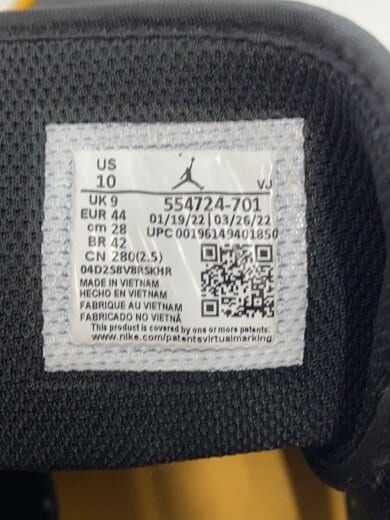 US
10
VJ
UK 9
EUR 44
cm 28
BR 42
CN 280(2.5)
554724-701
01/19/22 03/26/22
UPC 00196149401850
04D2S8V8RSKHR
MADE IN VIETNAM
HECHO EN VIETNAM
FABRIQUE AU VIETNAM
FABRICADO NO VIETNÃ
This product is covered by one or more patents:
www.nike.com/patentsvirtualmarking